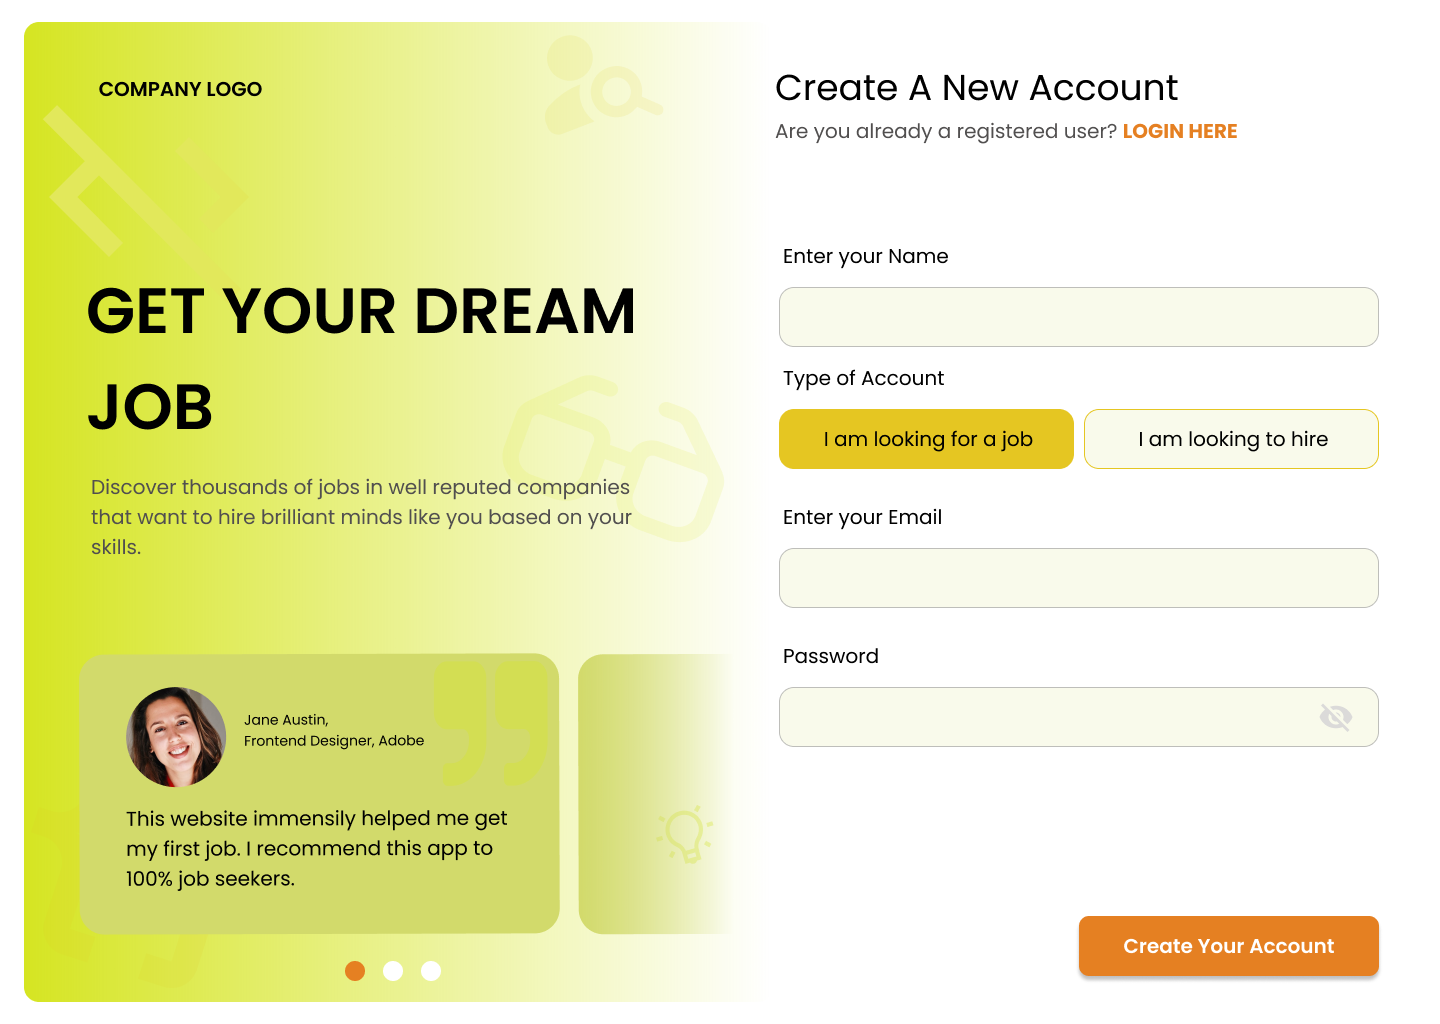 COMPANY LOGO
GET YOUR DREAM
JOB
Discover thousands of jobs in well reputed companies
that want to hire brilliant minds like you based on your
skills.
Jane Austin,
Frontend Designer, Adobe
This website immensily helped me get
my first job. I recommend this app to
100% job seekers.
Create A New Account
Are you already a registered user? LOGIN HERE
Enter your Name
Type of Account
I am looking for a job
I am looking to hire
Enter your Email
Password
Create Your Account